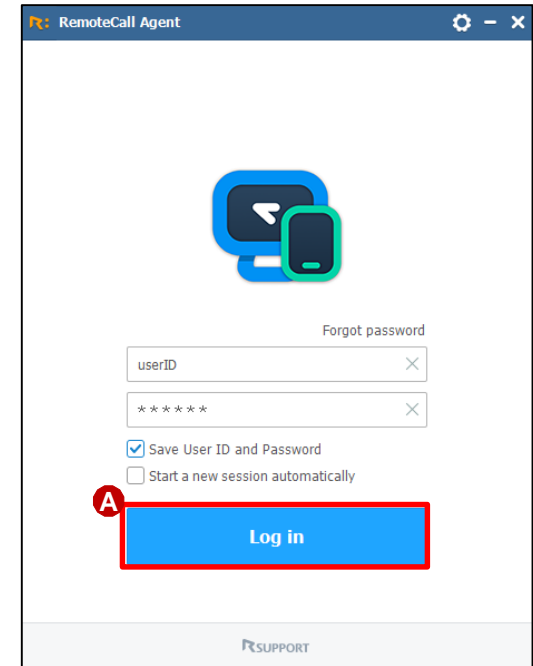 R: RemoteCall Agent
Forgot password
userID
******
Save User ID and Password
Start a new session automatically
A
Log in
RSUPPORT